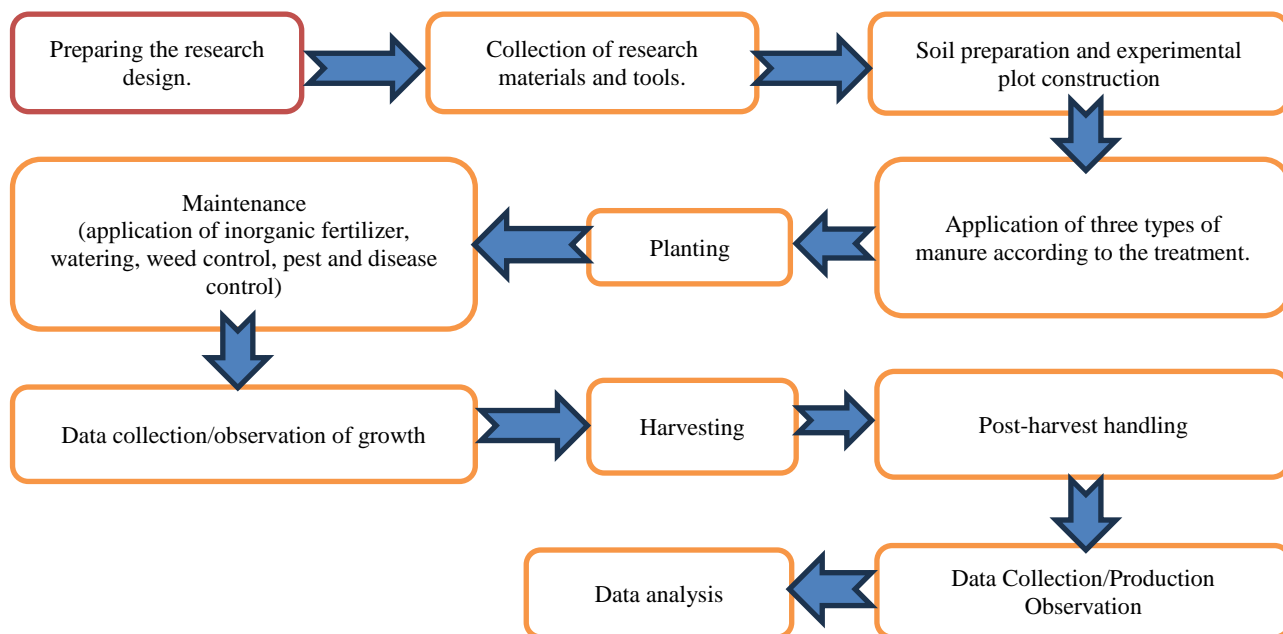 Preparing the research
design.
Collection of research
materials and tools.
Soil preparation and experimental
plot construction
Application of three types of
manure according to the treatment.
Planting
Maintenance
(application of inorganic fertilizer,
watering, weed control, pest and disease
control)
Data collection/observation of growth
Harvesting
Post-harvest handling
Data Collection/Production
Observation
Data analysis